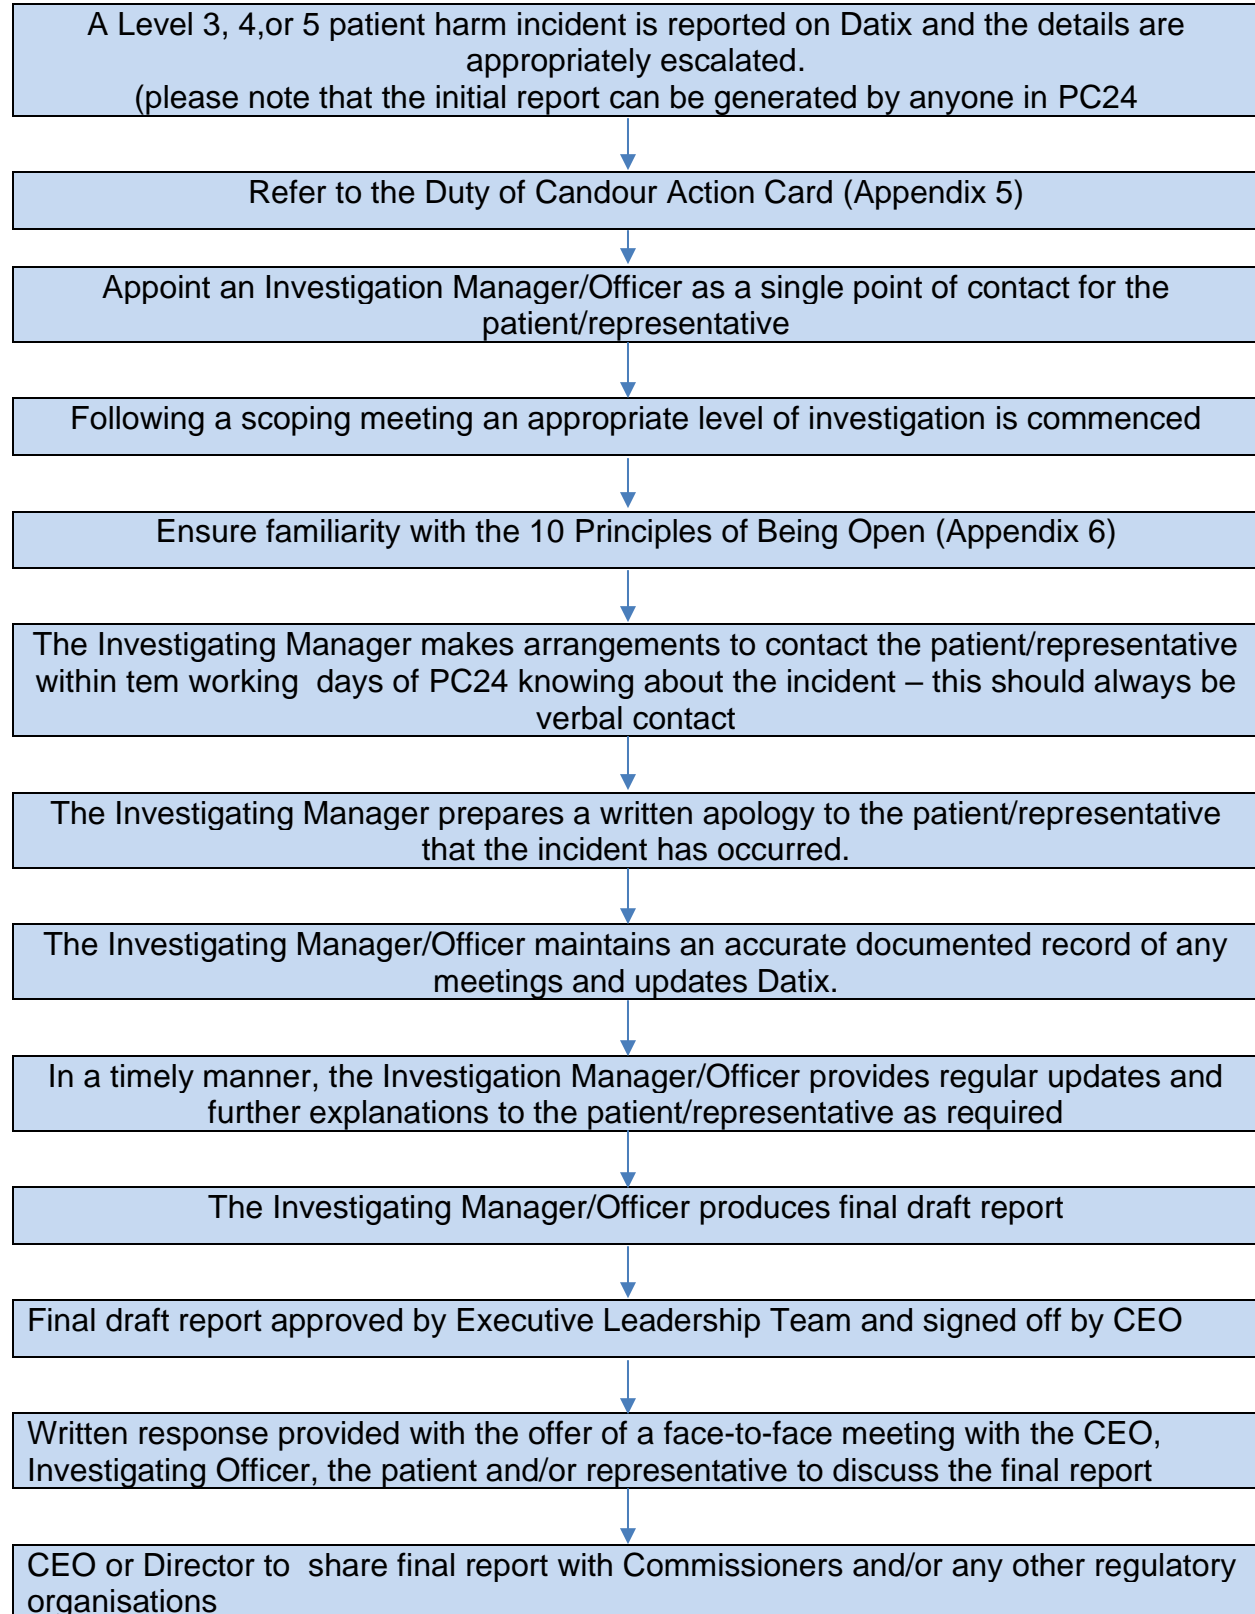 A Level 3, 4,or 5 patient harm incident is reported on Datix and the details are
appropriately escalated.
(please note that the initial report can be generated by anyone in PC24
Refer to the Duty of Candour Action Card (Appendix 5)
Appoint an Investigation Manager/Officer as a single point of contact for the
patient/representative
Following a scoping meeting an appropriate level of investigation is commenced
Ensure familiarity with the 10 Principles of Being Open (Appendix 6)
The Investigating Manager makes arrangements to contact the patient/representative
within tem working  days of PC24 knowing about the incident – this should always be
verbal contact
The Investigating Manager prepares a written apology to the patient/representative
that the incident has occurred.
The Investigating Manager/Officer maintains an accurate documented record of any
meetings and updates Datix.
In a timely manner, the Investigation Manager/Officer provides regular updates and
further explanations to the patient/representative as required
The Investigating Manager/Officer produces final draft report
Final draft report approved by Executive Leadership Team and signed off by CEO
Written response provided with the offer of a face-to-face meeting with the CEO,
Investigating Officer, the patient and/or representative to discuss the final report
CEO or Director to  share final report with Commissioners and/or any other regulatory
organisations